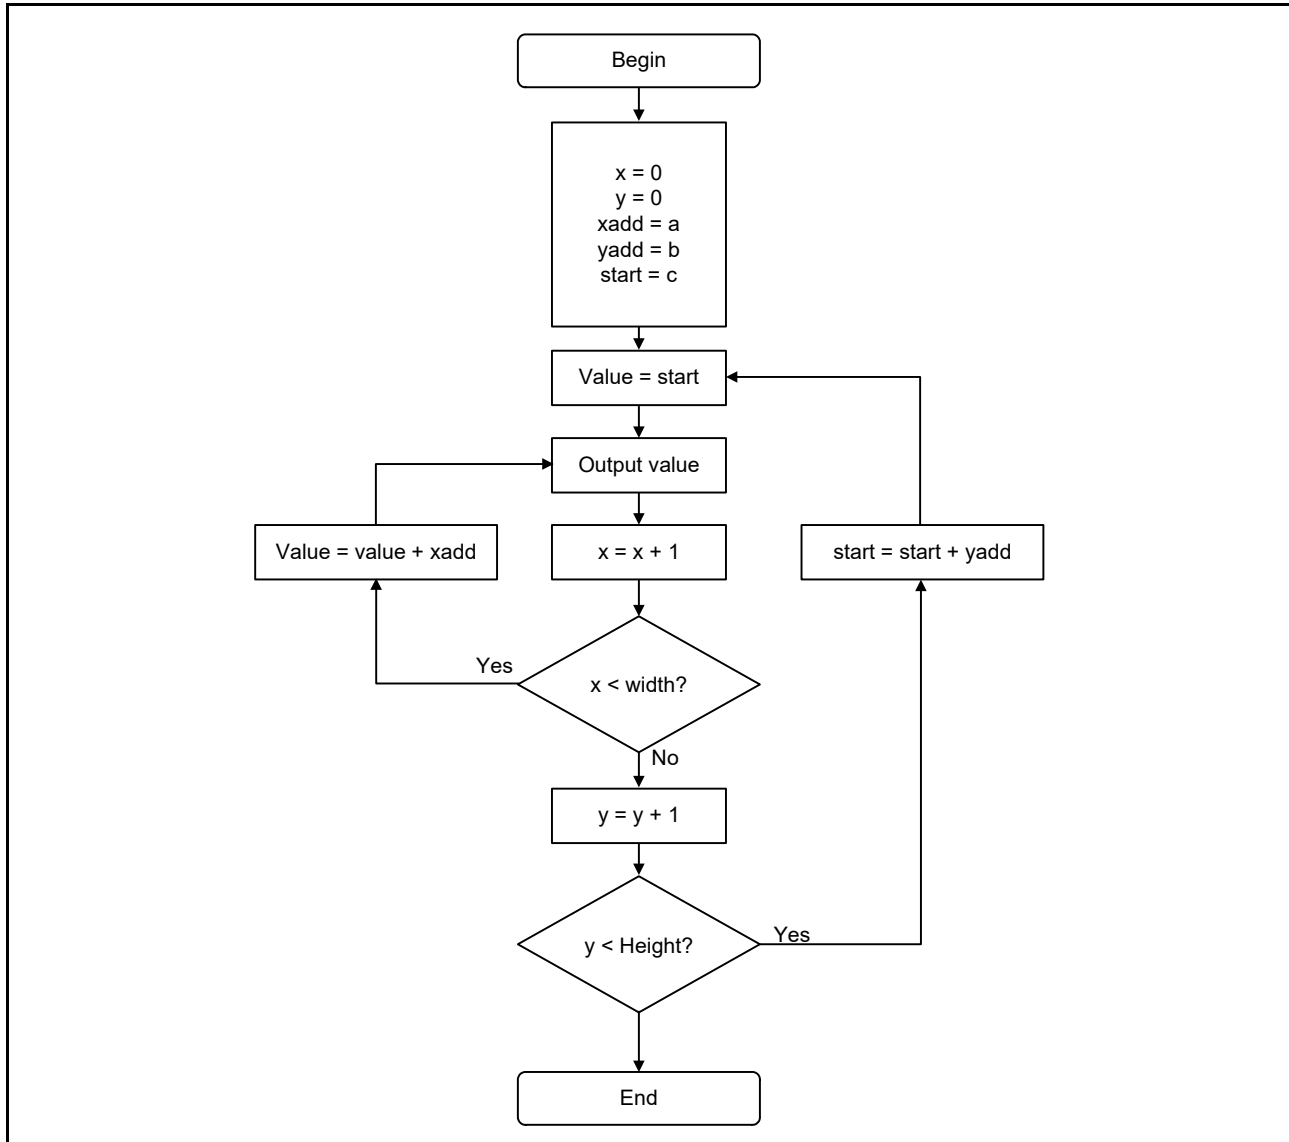 Begin
x = 0
y = 0
xadd = a
yadd = b
start = c
Value = start
Output value
Value = value + xadd
x = x + 1
start = start + yadd
Yes
x < width?
No
y = y + 1
y < Height?
Yes
End